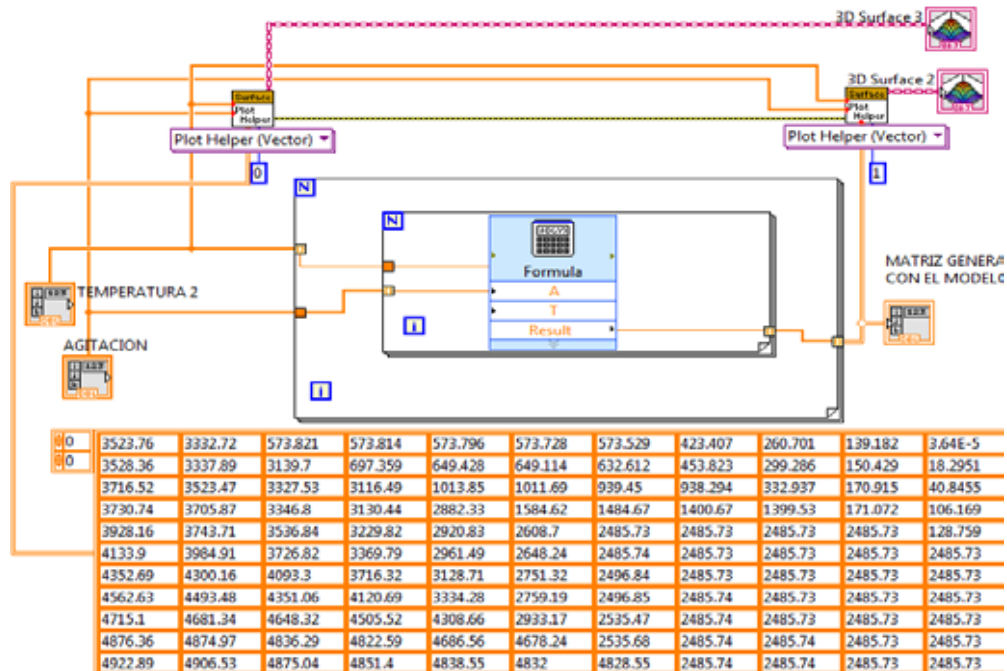 3D Surface 3
3D Surface 2
Surface
Plot
Helper
Plot Helper (Vector)
0
Surface
Plot
Helper
Plot Helper (Vector)
1
N
N
Formula
A
T
Result
i
i
TEMPERATURA 2
AGITACION
MATRIZ GENERA
CON EL MODELO
0
0
3523.76 3332.72 573.821 573.814 573.796 573.728 573.529 423.407 260.701 139.182 3.64E-5
3528.36 3337.89 3139.7 697.359 649.428 649.114 632.612 453.823 299.286 150.429 18.2951
3716.52 3523.47 3327.53 3116.49 1013.85 1011.69 939.45 938.294 332.937 170.915 40.8455
3730.74 3705.87 3346.8 3130.44 2882.33 1584.62 1484.67 1400.67 1399.53 171.072 106.169
3928.16 3743.71 3536.84 3229.82 2920.83 2608.7 2485.73 2485.73 2485.73 2485.73 128.759
4133.9 3984.91 3726.82 3369.79 2961.49 2648.24 2485.74 2485.73 2485.73 2485.73 2485.73
4352.69 4300.16 4093.3 3716.32 3128.71 2751.32 2496.84 2485.73 2485.73 2485.73 2485.73
4562.63 4493.48 4351.06 4120.69 3334.28 2759.19 2496.85 2485.74 2485.73 2485.73 2485.73
4715.1 4681.34 4648.32 4505.52 4308.66 2933.17 2535.47 2485.74 2485.73 2485.73 2485.73
4876.36 4874.97 4836.29 4822.59 4686.56 4678.24 2535.68 2485.74 2485.74 2485.73 2485.73
4922.89 4906.53 4875.04 4851.4 4838.55 4832 4828.55 2485.74 2485.74 2485.73 2485.73